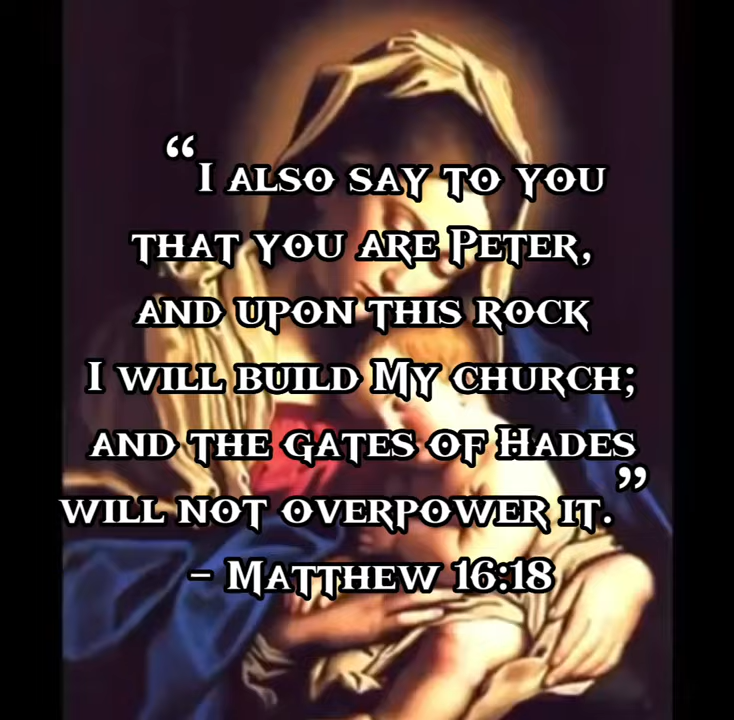 “I also say to you
that you are Peter,
and upon this rock
I will build My church;
and the gates of Hades
will not overpower it.”
– Matthew 16:18